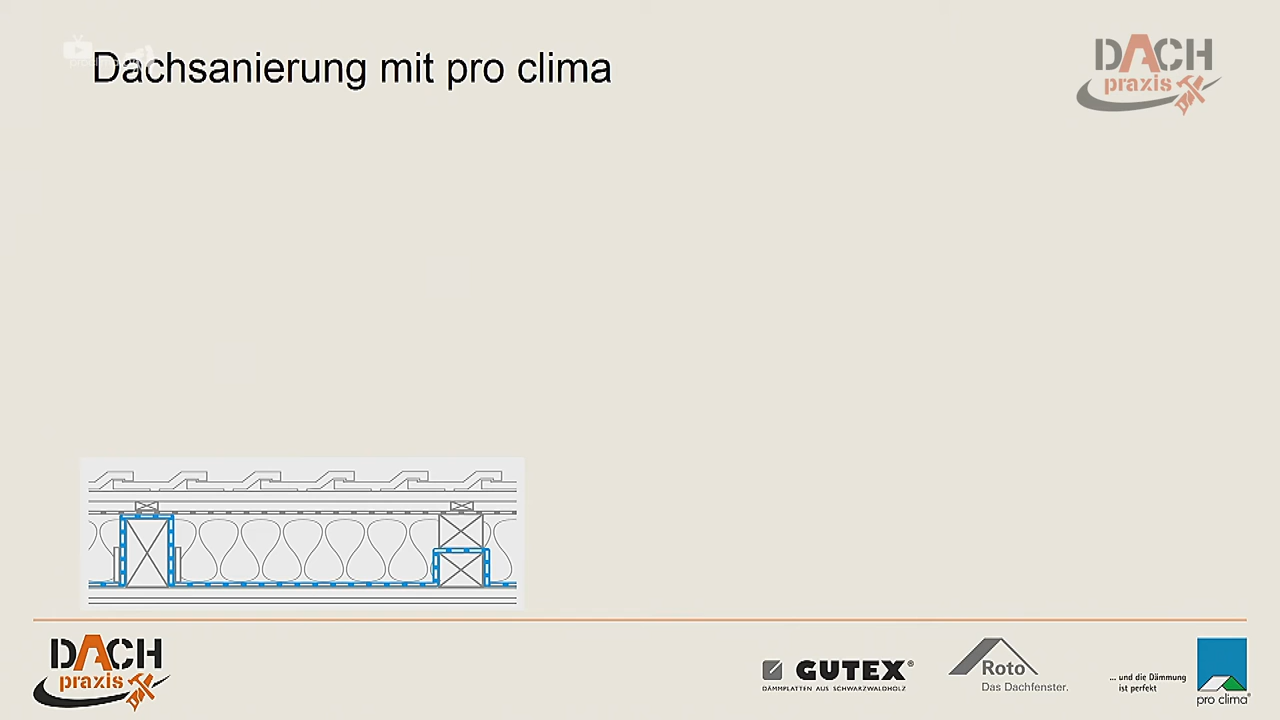 Dachsanierung mit pro clima
DACH
praxis
DACH
praxis
GUTEX®
DÄMMPLATTEN AUS SCHWARZWALDHOLZ
Roto
Das Dachfenster.
... und die Dämmung
ist perfekt
pro clima®